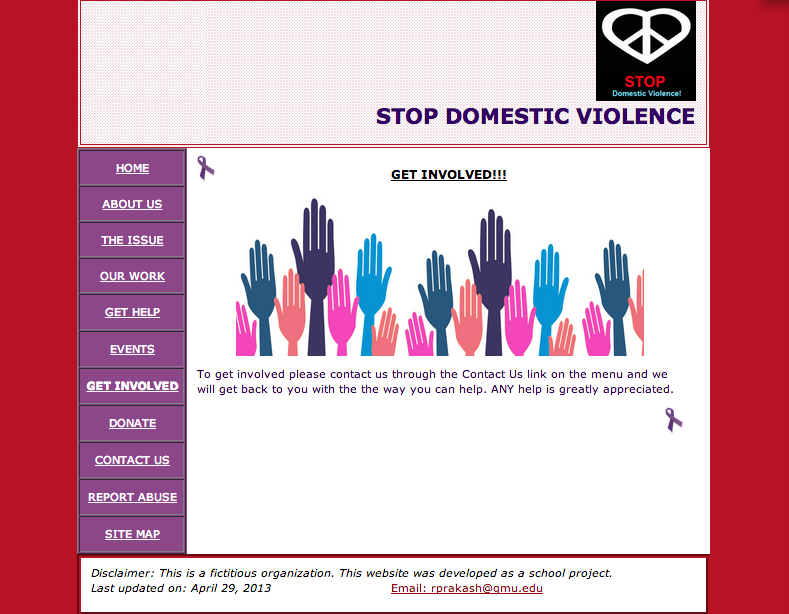 STOP
Domestic Violence!
STOP DOMESTIC VIOLENCE
HOME
ABOUT US
THE ISSUE
OUR WORK
GET HELP
EVENTS
GET INVOLVED
DONATE
CONTACT US
REPORT ABUSE
SITE MAP
GET INVOLVED!!!
To get involved please contact us through the Contact Us link on the menu and we
will get back to you with the the way you can help. ANY help is greatly appreciated.
Disclaimer: This is a fictitious organization. This website was developed as a school project.
Last updated on: April 29, 2013 Email: rprakash@gmu.edu